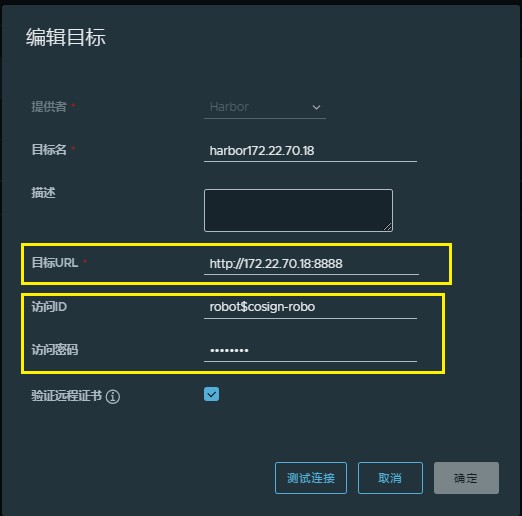 编辑目标
提供者 * Harbor
目标名 * harbor172.22.70.18
描述
目标URL * http://172.22.70.18:8888
访问ID robot$cosign-robo
访问密码 ••••••••
验证远程证书
测试连接 取消 确定